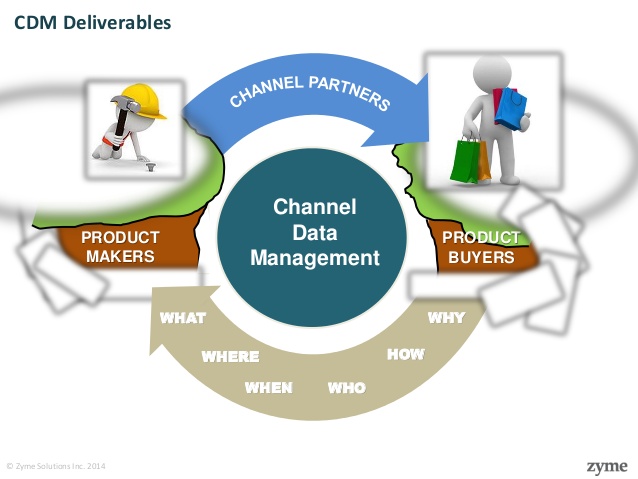 CDM Deliverables
CHANNEL PARTNERS
Channel
Data
Management
PRODUCT
MAKERS
PRODUCT
BUYERS
WHAT
WHERE
WHEN
WHO
HOW
WHY
© Zyme Solutions Inc. 2014
zyme